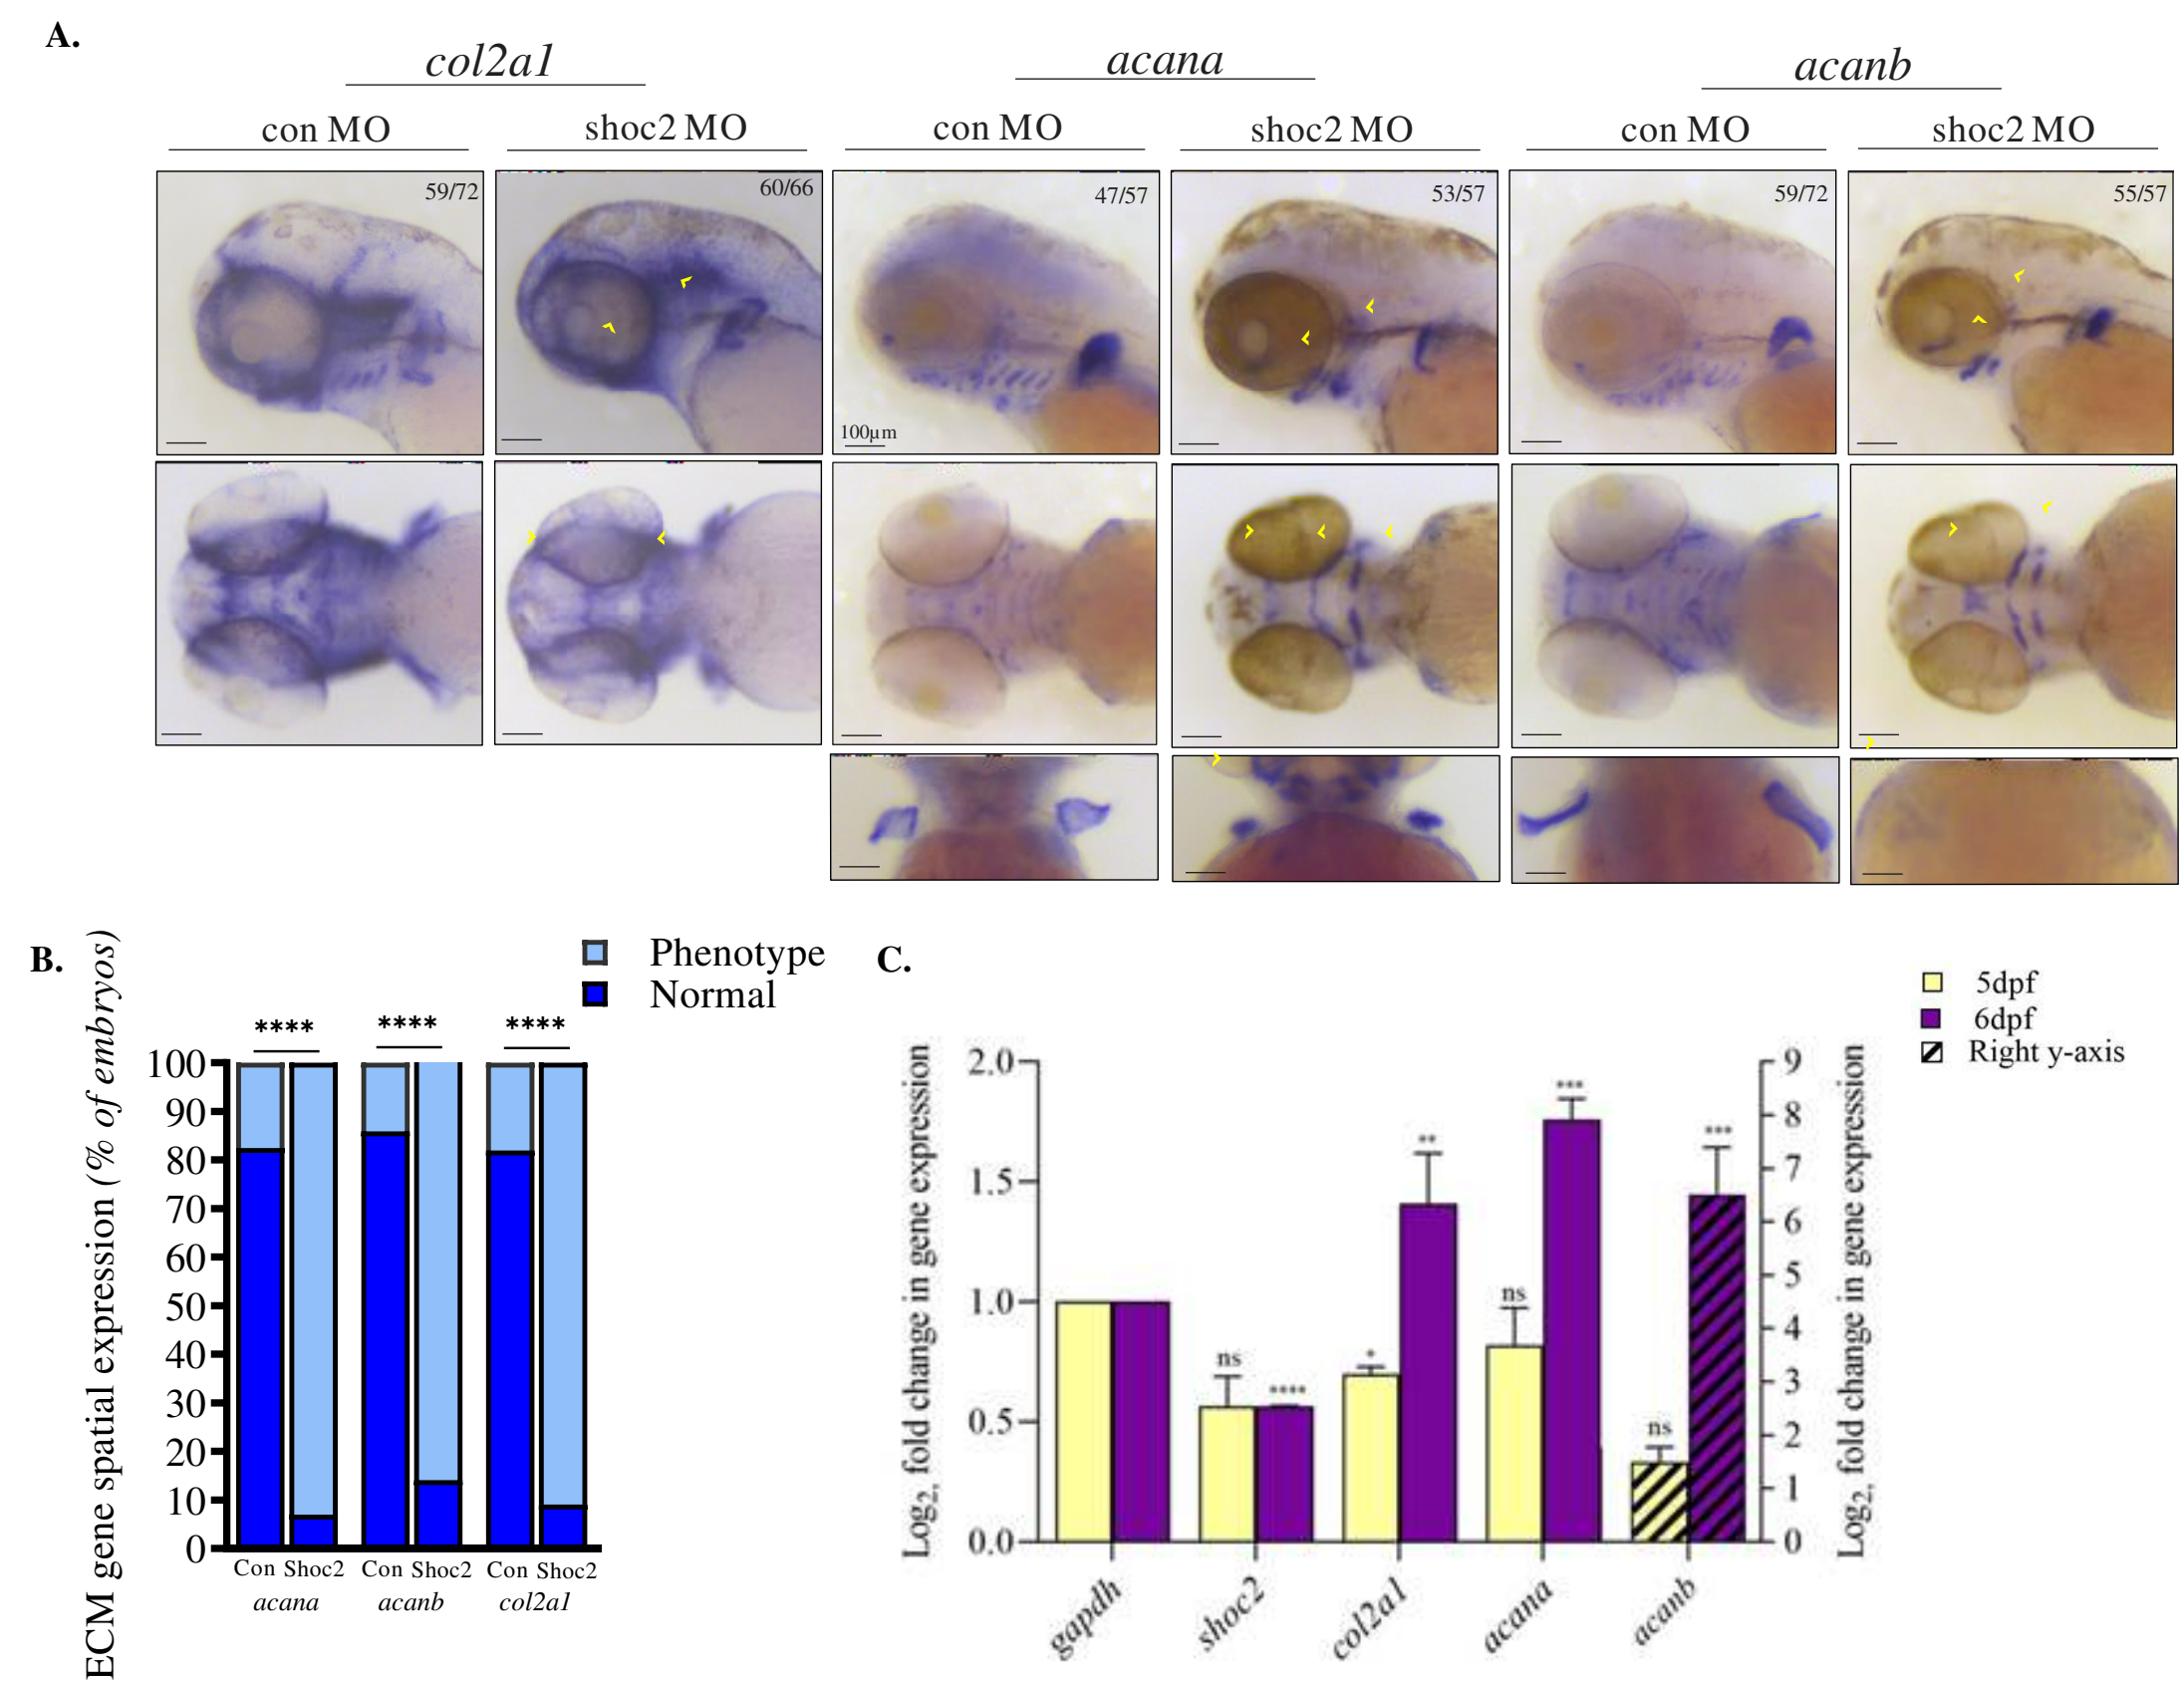 A.
col2a1 acana acanb
con MO shoc2 MO con MO shoc2 MO con MO shoc2 MO
59/72 60/66 47/57 53/57 59/72 55/57
100µm
B.
Phenotype
Normal
ECM gene spatial expression (% of embryos)
**** **** ****
100
90
80
70
60
50
40
30
20
10
0
Con Shoc2 Con Shoc2 Con Shoc2
acana acanb col2a1
C.
5dpf
6dpf
Right y-axis
Log2, fold change in gene expression
2.0
1.5
1.0
0.5
0.0
ns **** * ** ns *** ns ***
9
8
7
6
5
4
3
2
1
0
Log2, fold change in gene expression
gapdh shoc2 col2a1 acana acanb